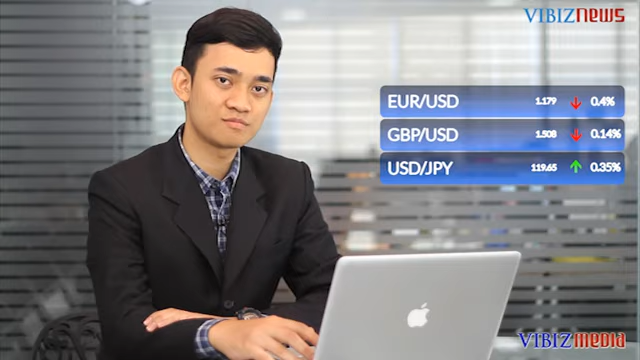 VIBIZNEWS
EUR/USD 1.179 0.4%
GBP/USD 1.508 0.14%
USD/JPY 119.65 0.35%
VIBIZmedia